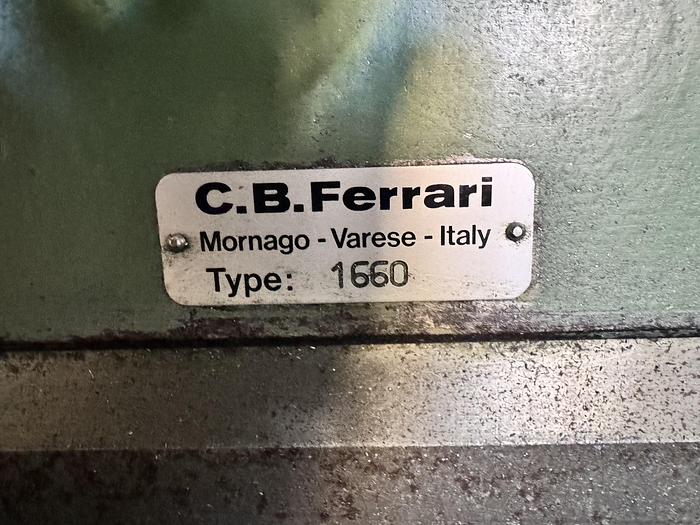 C.B.Ferrari
Mornago - Varese - Italy
Type: 1660